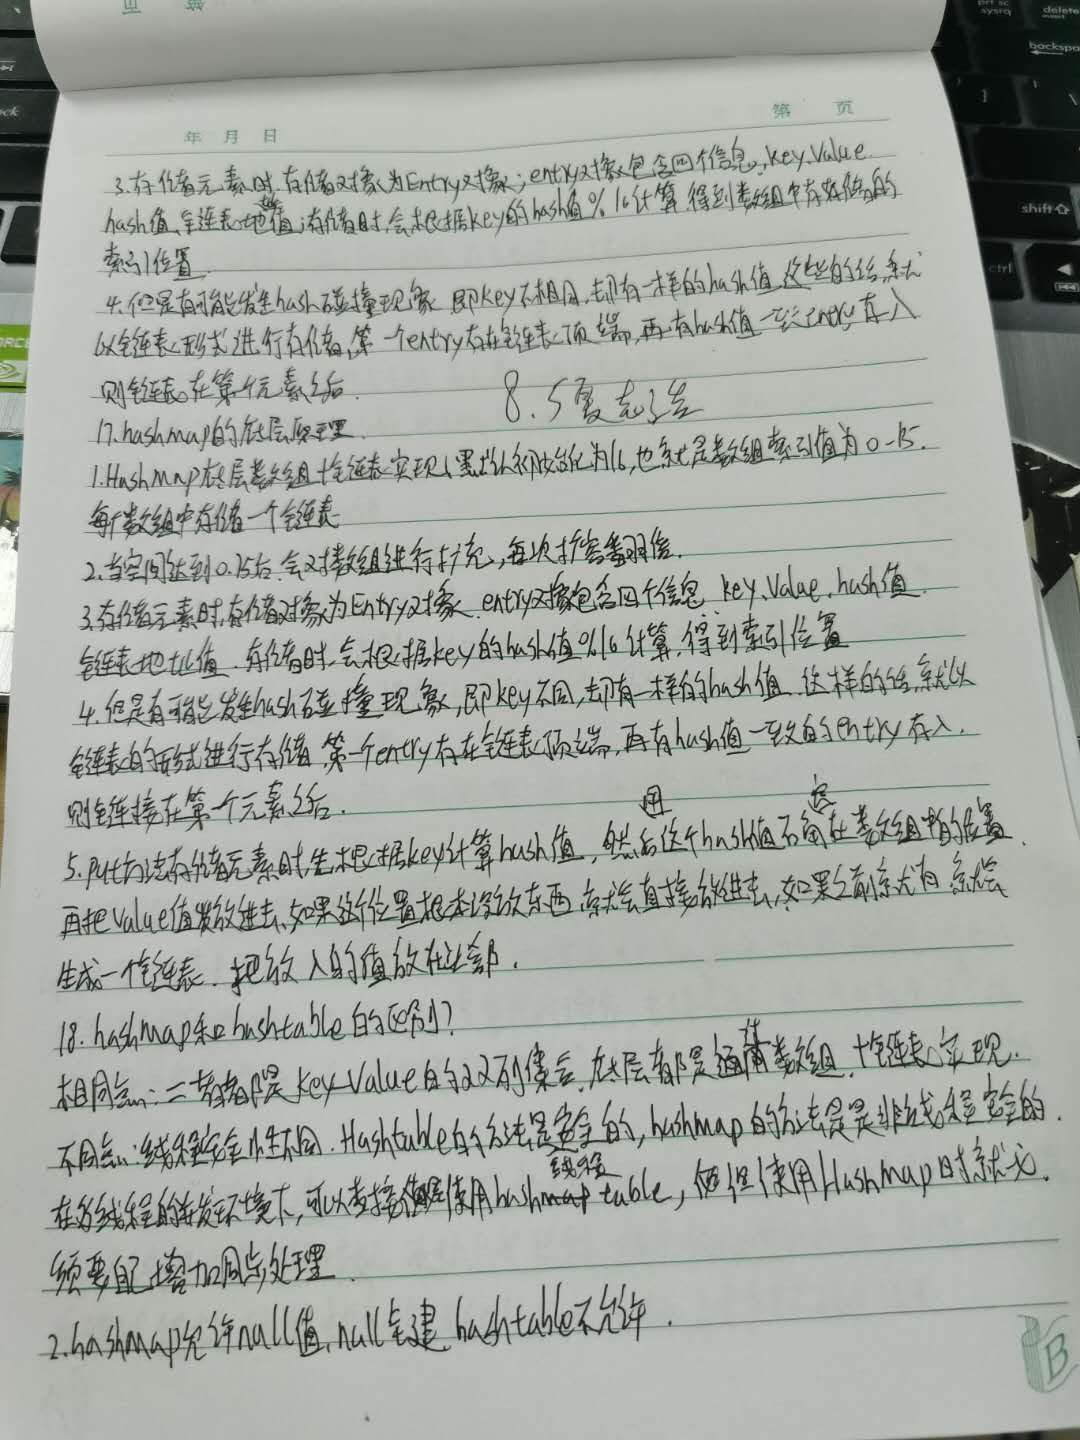 第 页
年 月 日
3.存储元素时,存储对象为Entry对象;entry对象包含四个信息,key,Value
hash值,链表地址值;存储时,会根据key的hash值%16计算,得到数组中存储的
索引位置
4.但是有可能发生hash碰撞现象,即key不相同,却有一样的hash值,这样的话,就
以链表形式进行存储,第一个entry存在链表顶端,再有hash值一致entry存入
则链表在第一个元素之后.
8.5复习了
17.hashmap的底层原理
1.HashMap底层数组+链表实现,默认初始化为16,也就是数组索引值为0-15.
每个数组中存储一个链表
2.当空间达到0.75后,会对数组进行扩充,每次扩容翻倍.
3.存储元素时,存储对象为Entry对象,entry对象包含四个信息,key,Value,hash值
链表地址值.存储时,会根据key的hash值%16计算,得到索引位置
4.但是有可能发生hash碰撞现象,即key不同,却有一样的hash值,这样的话,就以
链表的形式进行存储,第一个entry存在链表顶端,再有hash值一致的entry存入,
则链接在第一个元素之后.
5.Put方法存储元素时,先根据key计算hash值,然后用这个hash值确定在数组中的位置,
再把Value值放进去,如果这个位置根本没放东西,就会直接放进去,如果之前就有,就会
生成一个链表,把放入的值放在头部.
18.hashmap和hashtable的区别?
相同点:二者都是key-Value的双列集合,底层都是通过数组+链表实现.
不同点:线程安全性不同.Hashtable的方法是线程安全的,hashmap的方法是是非线程安全的.
在多线程的并发环境下,可以直接使用hashtable,但使用HashMap时就必
须要自己增加同步处理
2.hashmap允许null值,null键,hashtable不允许.
B
prt sc
sysrq
delete
insert
backspa
shift
ctrl